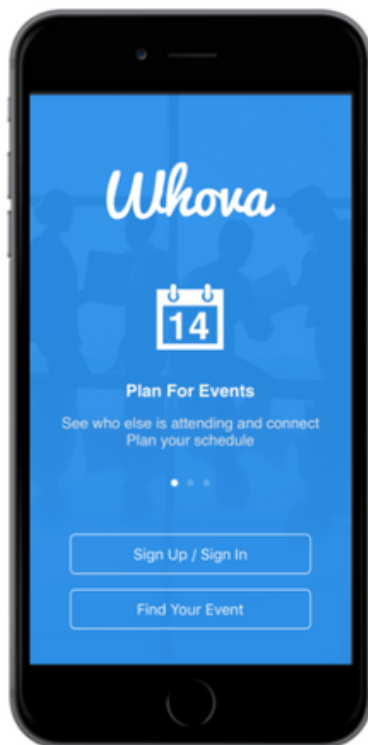 Whova
14
Plan For Events
See who else is attending and connect
Plan your schedule
Sign Up / Sign In
Find Your Event